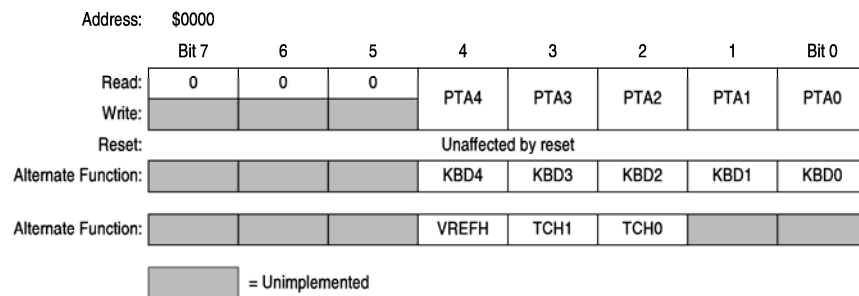 Address: $0000
Bit 7 6 5 4 3 2 1 Bit 0
Read: 0 0 0 PTA4 PTA3 PTA2 PTA1 PTA0
Write:
Reset: Unaffected by reset
Alternate Function: KBD4 KBD3 KBD2 KBD1 KBD0
Alternate Function: VREFH TCH1 TCH0
= Unimplemented